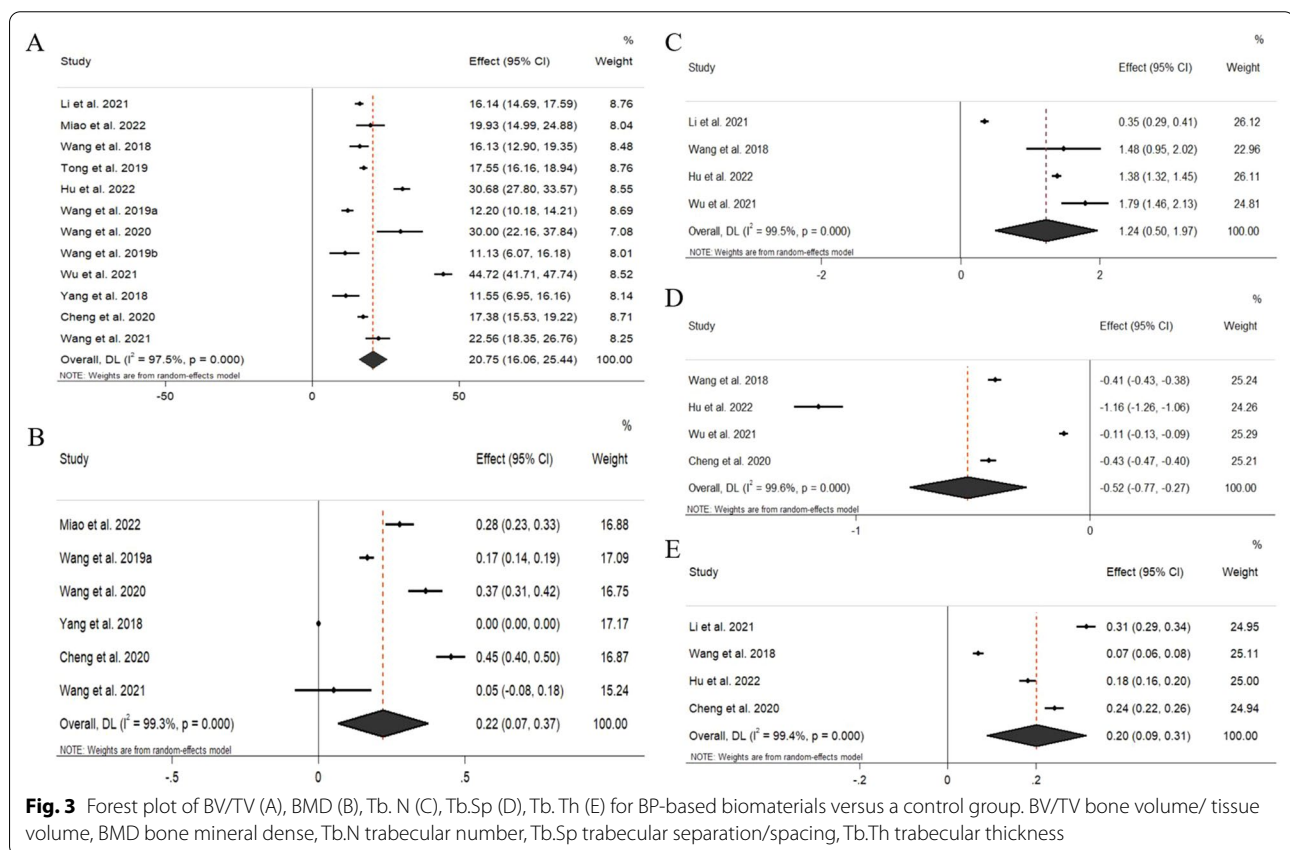 A
%
Study Effect (95% CI) Weight
Li et al. 2021 16.14 (14.69, 17.59) 8.76
Miao et al. 2022 19.93 (14.99, 24.88) 8.04
Wang et al. 2018 16.13 (12.90, 19.35) 8.48
Tong et al. 2019 17.55 (16.16, 18.94) 8.76
Hu et al. 2022 30.68 (27.80, 33.57) 8.55
Wang et al. 2019a 12.20 (10.18, 14.21) 8.69
Wang et al. 2020 30.00 (22.16, 37.84) 7.08
Wang et al. 2019b 11.13 (6.07, 16.18) 8.01
Wu et al. 2021 44.72 (41.71, 47.74) 8.52
Yang et al. 2018 11.55 (6.95, 16.16) 8.14
Cheng et al. 2020 17.38 (15.53, 19.22) 8.71
Wang et al. 2021 22.56 (18.35, 26.76) 8.25
Overall, DL (I² = 97.5%, p = 0.000) 20.75 (16.06, 25.44) 100.00
NOTE: Weights are from random-effects model
-50 0 50
B
%
Study Effect (95% CI) Weight
Miao et al. 2022 0.28 (0.23, 0.33) 16.88
Wang et al. 2019a 0.17 (0.14, 0.19) 17.09
Wang et al. 2020 0.37 (0.31, 0.42) 16.75
Yang et al. 2018 0.00 (0.00, 0.00) 17.17
Cheng et al. 2020 0.45 (0.40, 0.50) 16.87
Wang et al. 2021 0.05 (-0.08, 0.18) 15.24
Overall, DL (I² = 99.3%, p = 0.000) 0.22 (0.07, 0.37) 100.00
NOTE: Weights are from random-effects model
-.5 0 .5
C
%
Study Effect (95% CI) Weight
Li et al. 2021 0.35 (0.29, 0.41) 26.12
Wang et al. 2018 1.48 (0.95, 2.02) 22.96
Hu et al. 2022 1.38 (1.32, 1.45) 26.11
Wu et al. 2021 1.79 (1.46, 2.13) 24.81
Overall, DL (I² = 99.5%, p = 0.000) 1.24 (0.50, 1.97) 100.00
NOTE: Weights are from random-effects model
-2 0 2
D
%
Study Effect (95% CI) Weight
Wang et al. 2018 -0.41 (-0.43, -0.38) 25.24
Hu et al. 2022 -1.16 (-1.26, -1.06) 24.26
Wu et al. 2021 -0.11 (-0.13, -0.09) 25.29
Cheng et al. 2020 -0.43 (-0.47, -0.40) 25.21
Overall, DL (I² = 99.6%, p = 0.000) -0.52 (-0.77, -0.27) 100.00
NOTE: Weights are from random-effects model
-1 0
E
%
Study Effect (95% CI) Weight
Li et al. 2021 0.31 (0.29, 0.34) 24.95
Wang et al. 2018 0.07 (0.06, 0.08) 25.11
Hu et al. 2022 0.18 (0.16, 0.20) 25.00
Cheng et al. 2020 0.24 (0.22, 0.26) 24.94
Overall, DL (I² = 99.4%, p = 0.000) 0.20 (0.09, 0.31) 100.00
NOTE: Weights are from random-effects model
-.2 0 .2
Fig. 3 Forest plot of BV/TV (A), BMD (B), Tb. N (C), Tb.Sp (D), Tb. Th (E) for BP-based biomaterials versus a control group. BV/TV bone volume/ tissue
volume, BMD bone mineral dense, Tb.N trabecular number, Tb.Sp trabecular separation/spacing, Tb.Th trabecular thickness